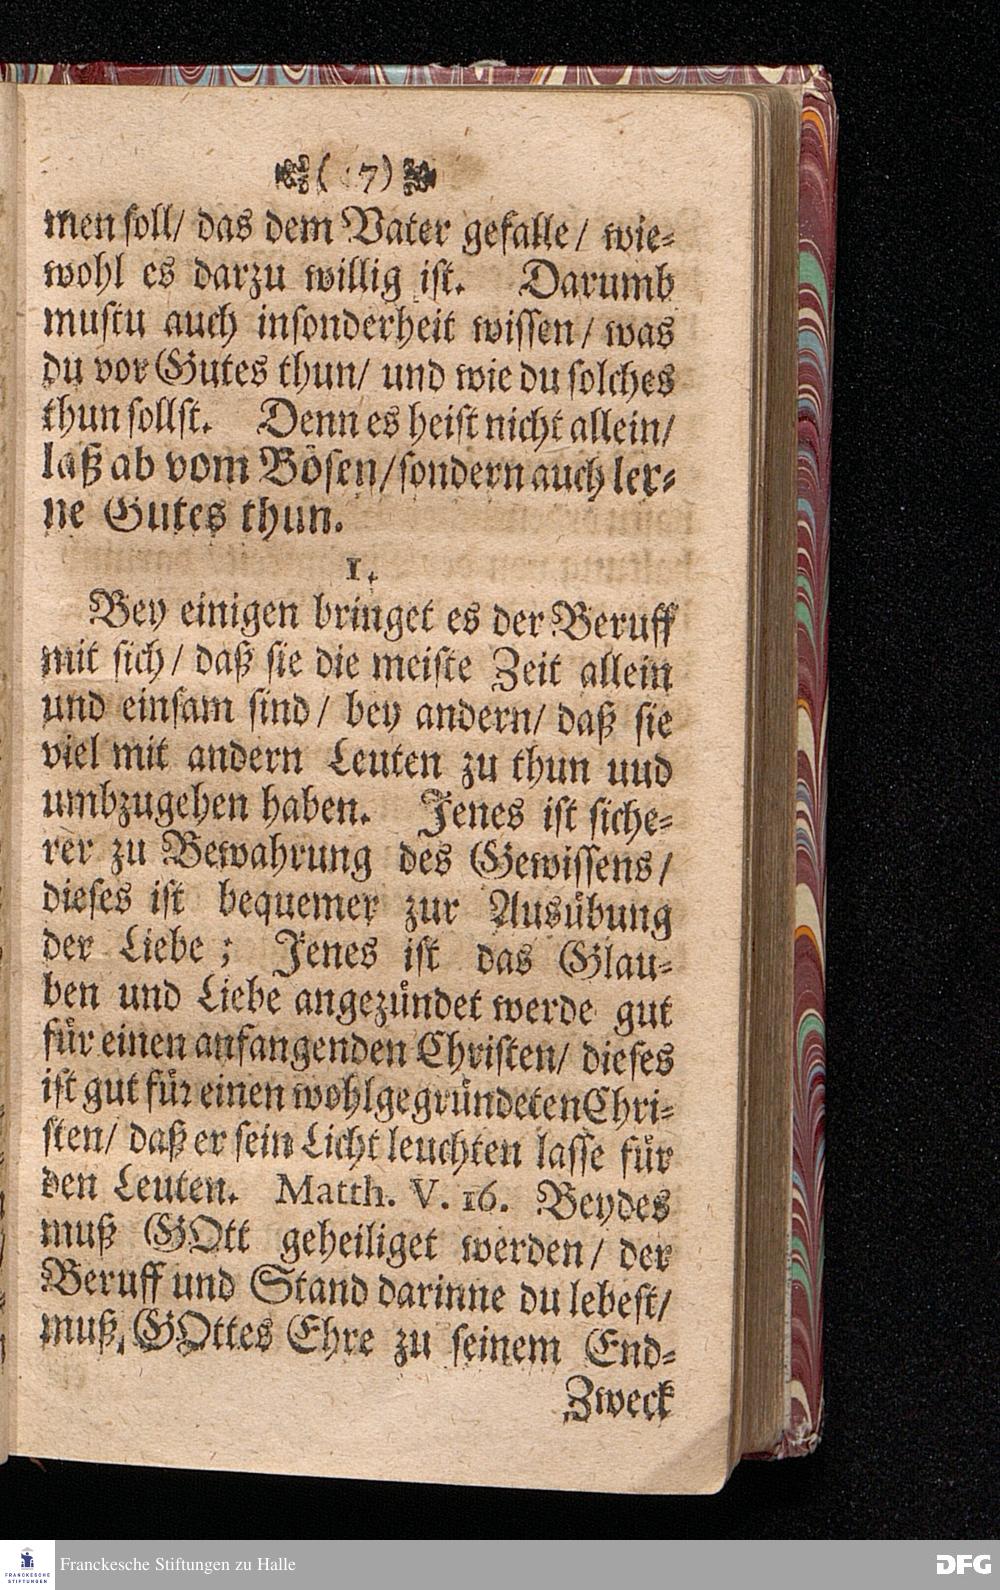 ( 7)
men soll/ das dem Vater gefalle/ wie-
wohl es darzu willig ist. Darumb
mustu auch insonderheit wissen/ was
du vor Gutes thun/ und wie du solches
thun sollst. Denn es heist nicht allein/
laß ab vom Bösen/ sondern auch ler-
ne Gutes thun.
1.
Bey einigen bringet es der Beruff
mit sich/ daß sie die meiste Zeit allein
und einsam sind/ bey andern/ daß sie
viel mit andern Leuten zu thun uud
umbzugehen haben. Jenes ist siche-
rer zu Bewahrung des Gewissens/
dieses ist bequemer zur Ausübung
der Liebe; Jenes ist das Glau-
ben und Liebe angezündet werde gut
für einen anfangenden Christen/ dieses
ist gut für einen wohlgegründeten Chri-
sten/ daß er sein Licht leuchten lasse für
den Leuten. Matth. V. 16. Beydes
muß GOtt geheiliget werden/ der
Beruff und Stand darinne du lebest/
muß, GOttes Ehre zu seinem End-
Zweck
FRANCKESCHE STIFTUNGEN
Franckesche Stiftungen zu Halle
DFG